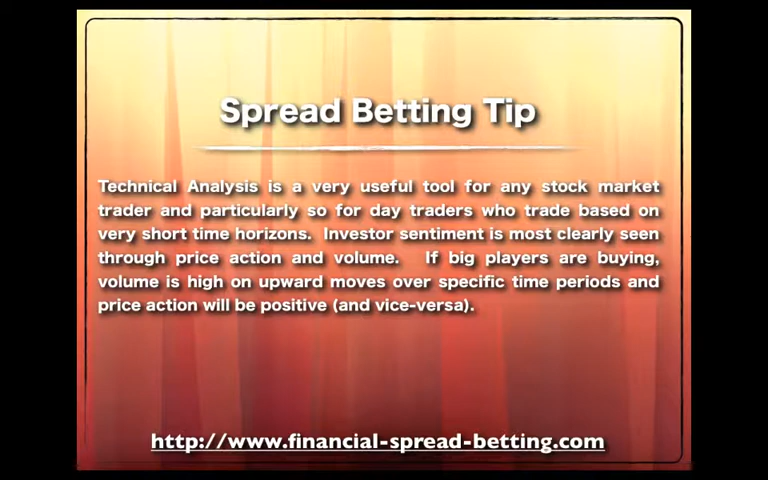 Spread Betting Tip
Technical Analysis is a very useful tool for any stock market
trader and particularly so for day traders who trade based on
very short time horizons. Investor sentiment is most clearly seen
through price action and volume. If big players are buying,
volume is high on upward moves over specific time periods and
price action will be positive (and vice-versa).
http://www.financial-spread-betting.com